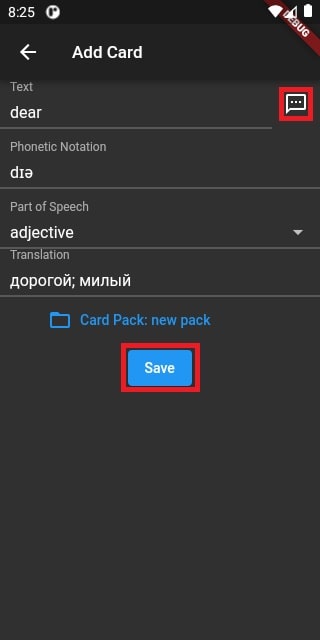 8:25
DEBUG
Add Card
Text
dear
Phonetic Notation
dɪə
Part of Speech
adjective
Translation
дорогой; милый
Card Pack: new pack
Save